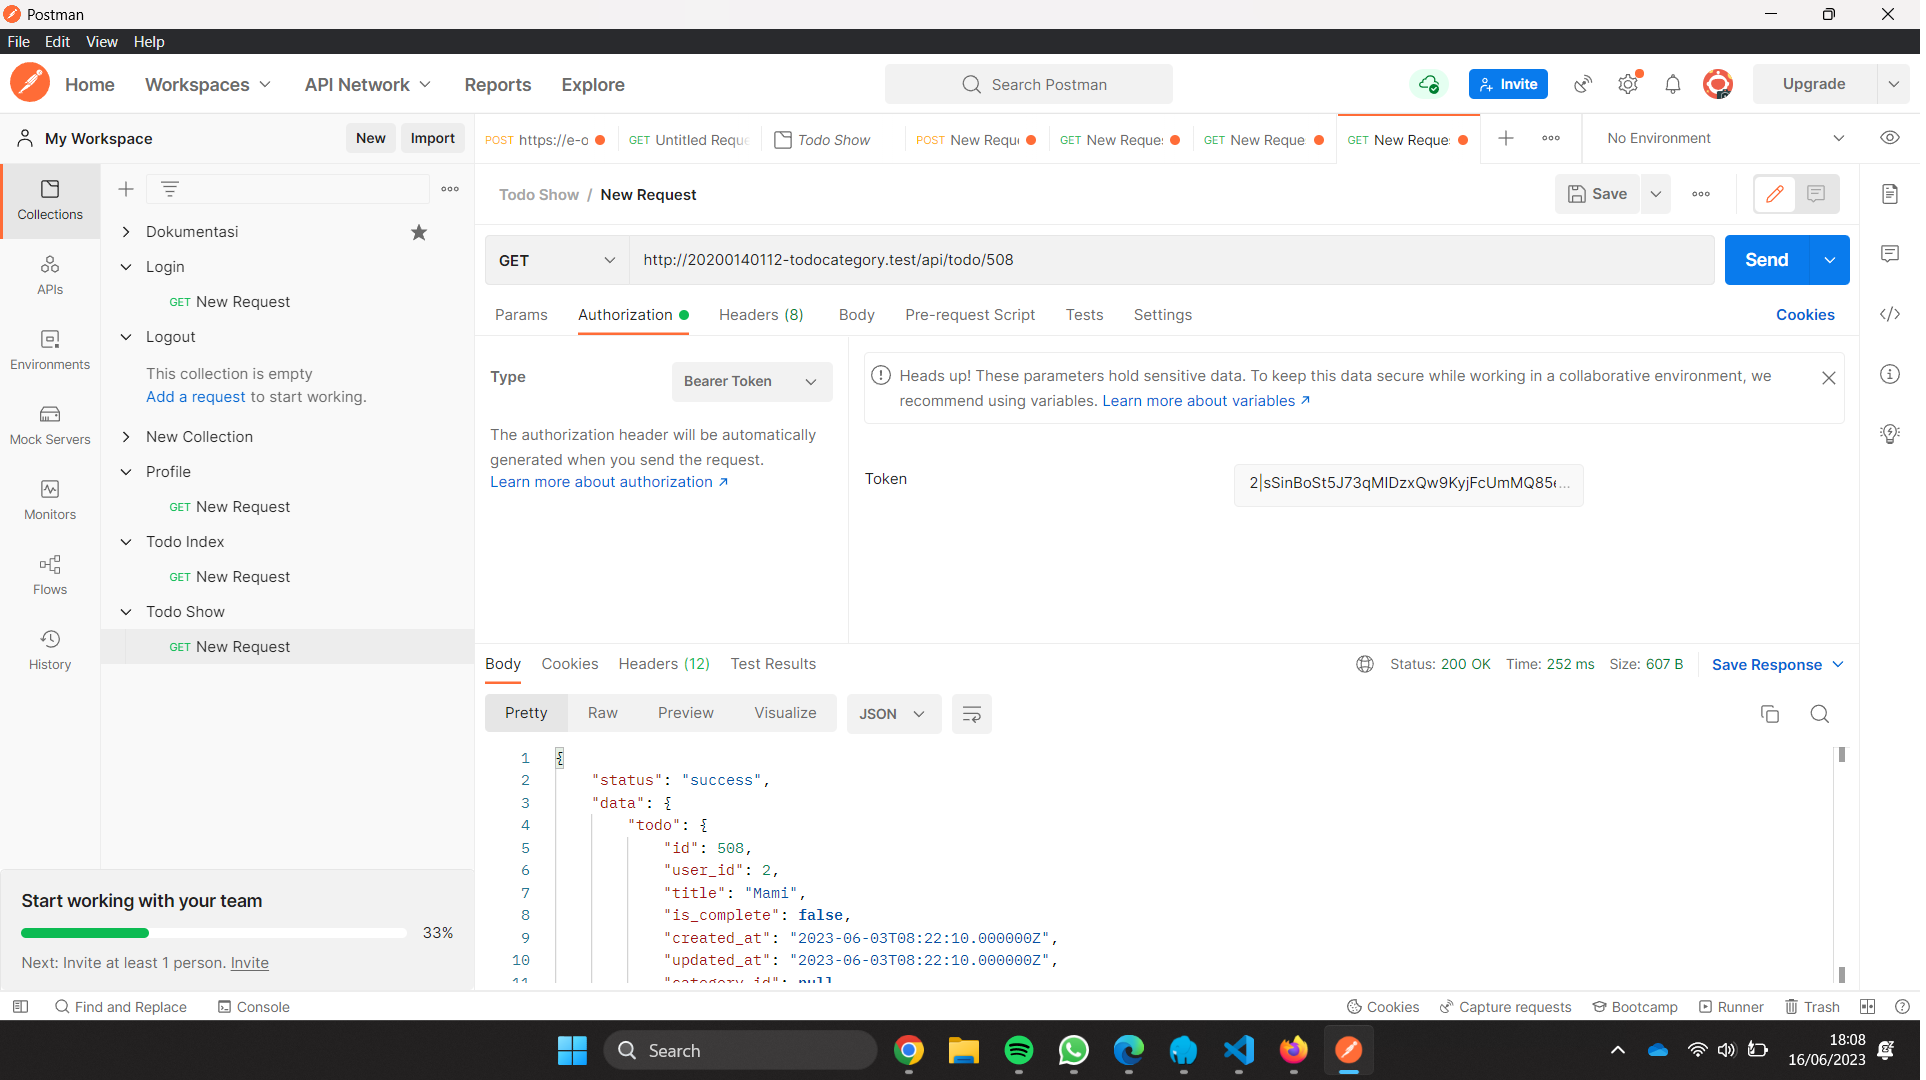 Postman
File Edit View Help
Home Workspaces API Network Reports Explore Search Postman Invite Upgrade
My Workspace New Import
POST https://e-c GET Untitled Reque Todo Show POST New Requ GET New Reques GET New Reque GET New Reques No Environment
Collections
APIs
Environments
Mock Servers
Monitors
Flows
History
Dokumentasi
Login
GET New Request
Logout
This collection is empty
Add a request to start working.
New Collection
Profile
GET New Request
Todo Index
GET New Request
Todo Show
GET New Request
Start working with your team
33%
Next: Invite at least 1 person. Invite
Todo Show / New Request Save
GET http://20200140112-todocategory.test/api/todo/508 Send
Params Authorization Headers (8) Body Pre-request Script Tests Settings Cookies
Type Bearer Token
The authorization header will be automatically
generated when you send the request.
Learn more about authorization ↗
Heads up! These parameters hold sensitive data. To keep this data secure while working in a collaborative environment, we
recommend using variables. Learn more about variables ↗
Token 2|sSinBoSt5J73qMIDzxQw9KyjFcUmMQ85...
Body Cookies Headers (12) Test Results Status: 200 OK Time: 252 ms Size: 607 B Save Response
Pretty Raw Preview Visualize JSON
1 {
2 "status": "success",
3 "data": {
4 "todo": {
5 "id": 508,
6 "user_id": 2,
7 "title": "Mami",
8 "is_complete": false,
9 "created_at": "2023-06-03T08:22:10.000000Z",
10 "updated_at": "2023-06-03T08:22:10.000000Z",
11 "category_id": null
Find and Replace Console Cookies Capture requests Bootcamp Runner Trash
Search
18:08
16/06/2023